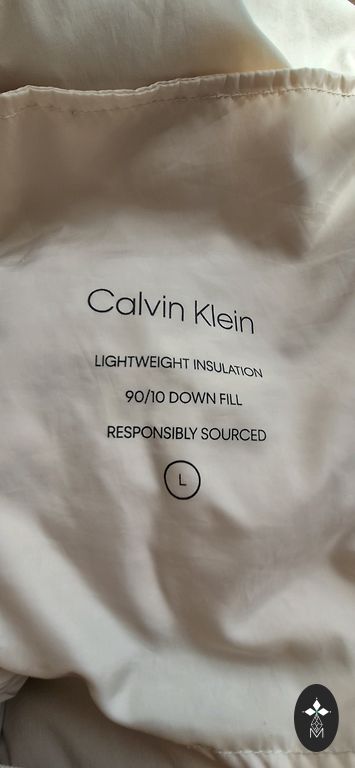 Calvin Klein
LIGHTWEIGHT INSULATION
90/10 DOWN FILL
RESPONSIBLY SOURCED
L
M